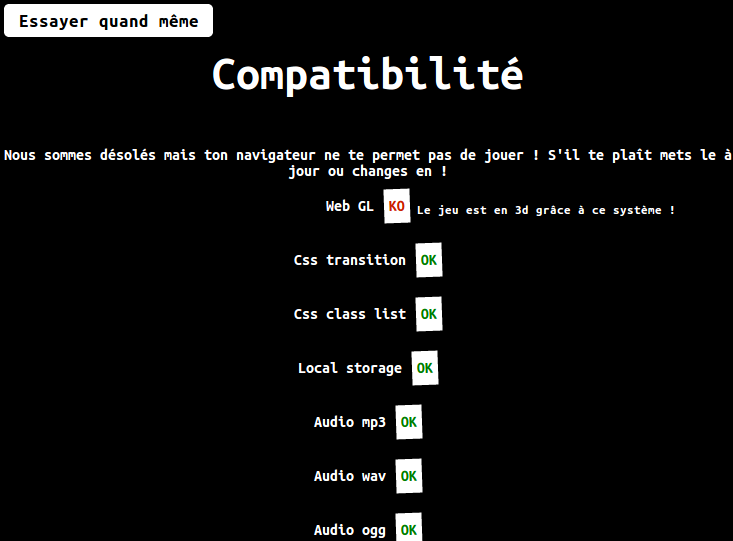 Essayer quand même
Compatibilité
Nous sommes désolés mais ton navigateur ne te permet pas de jouer ! S'il te plaît mets le à
jour ou changes en !
Web GL KO Le jeu est en 3d grâce à ce système !
Css transition OK
Css class list OK
Local storage OK
Audio mp3 OK
Audio wav OK
Audio ogg OK